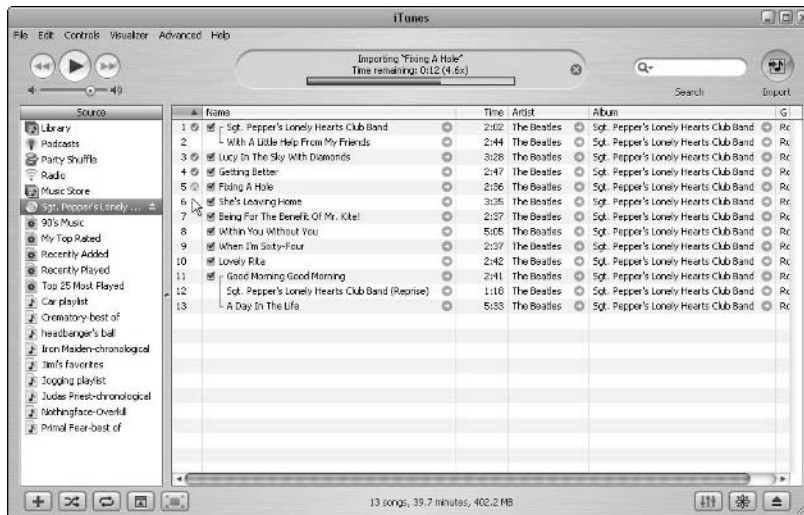 iTunes
File Edit Controls Visualizer Advanced Help
Importing "Fixing A Hole"
Time remaining: 0:12 (4.6x)
Search
Import
Source
Library
Podcasts
Party Shuffle
Radio
Music Store
Sgt. Pepper's Lonely ...
90's Music
My Top Rated
Recently Added
Recently Played
Top 25 Most Played
Car playlist
Crematory-best of
headbanger's ball
Iron Maiden-chronological
Jimi's favorites
Jogging playlist
Judas Priest-chronological
Nothingface-Overkill
Primal Fear-best of
Name Time Artist Album G
1 Sgt. Pepper's Lonely Hearts Club Band 2:02 The Beatles Sgt. Pepper's Lonely Hearts Club Band Rc
2 With A Little Help From My Friends 2:44 The Beatles Sgt. Pepper's Lonely Hearts Club Band Rc
3 Lucy In The Sky With Diamonds 3:28 The Beatles Sgt. Pepper's Lonely Hearts Club Band Rc
4 Getting Better 2:47 The Beatles Sgt. Pepper's Lonely Hearts Club Band Rc
5 Fixing A Hole 2:36 The Beatles Sgt. Pepper's Lonely Hearts Club Band Rc
6 She's Leaving Home 3:35 The Beatles Sgt. Pepper's Lonely Hearts Club Band Rc
7 Being For The Benefit Of Mr. Kite! 2:37 The Beatles Sgt. Pepper's Lonely Hearts Club Band Rc
8 Within You Without You 5:05 The Beatles Sgt. Pepper's Lonely Hearts Club Band Rc
9 When I'm Sixty-Four 2:37 The Beatles Sgt. Pepper's Lonely Hearts Club Band Rc
10 Lovely Rita 2:42 The Beatles Sgt. Pepper's Lonely Hearts Club Band Rc
11 Good Morning Good Morning 2:41 The Beatles Sgt. Pepper's Lonely Hearts Club Band Rc
12 Sgt. Pepper's Lonely Hearts Club Band (Reprise) 1:18 The Beatles Sgt. Pepper's Lonely Hearts Club Band Rc
13 A Day In The Life 5:33 The Beatles Sgt. Pepper's Lonely Hearts Club Band Rc
13 songs, 39.7 minutes, 402.2 MB